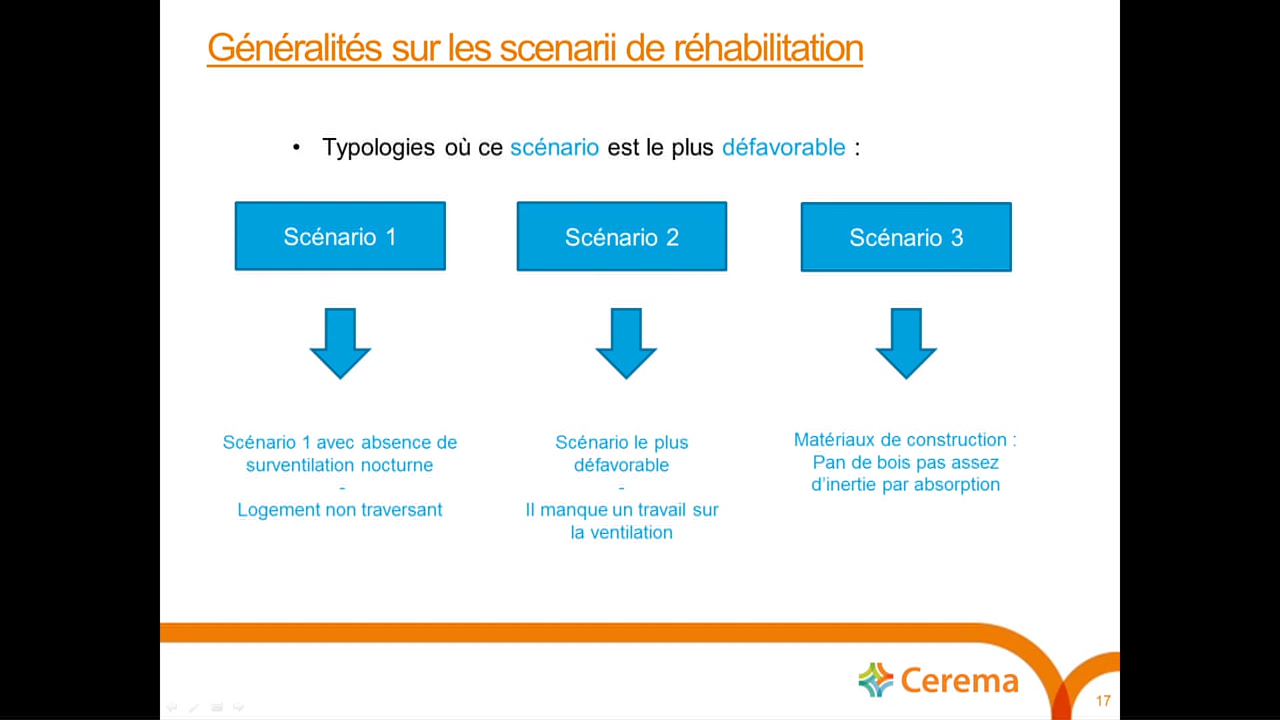 Généralités sur les scenarii de réhabilitation
• Typologies où ce scénario est le plus défavorable :
Scénario 1
Scénario 2
Scénario 3
Scénario 1 avec absence de
surventilation nocturne
-
Logement non traversant
Scénario le plus
défavorable
-
Il manque un travail sur
la ventilation
Matériaux de construction :
Pan de bois pas assez
d'inertie par absorption
Cerema
17